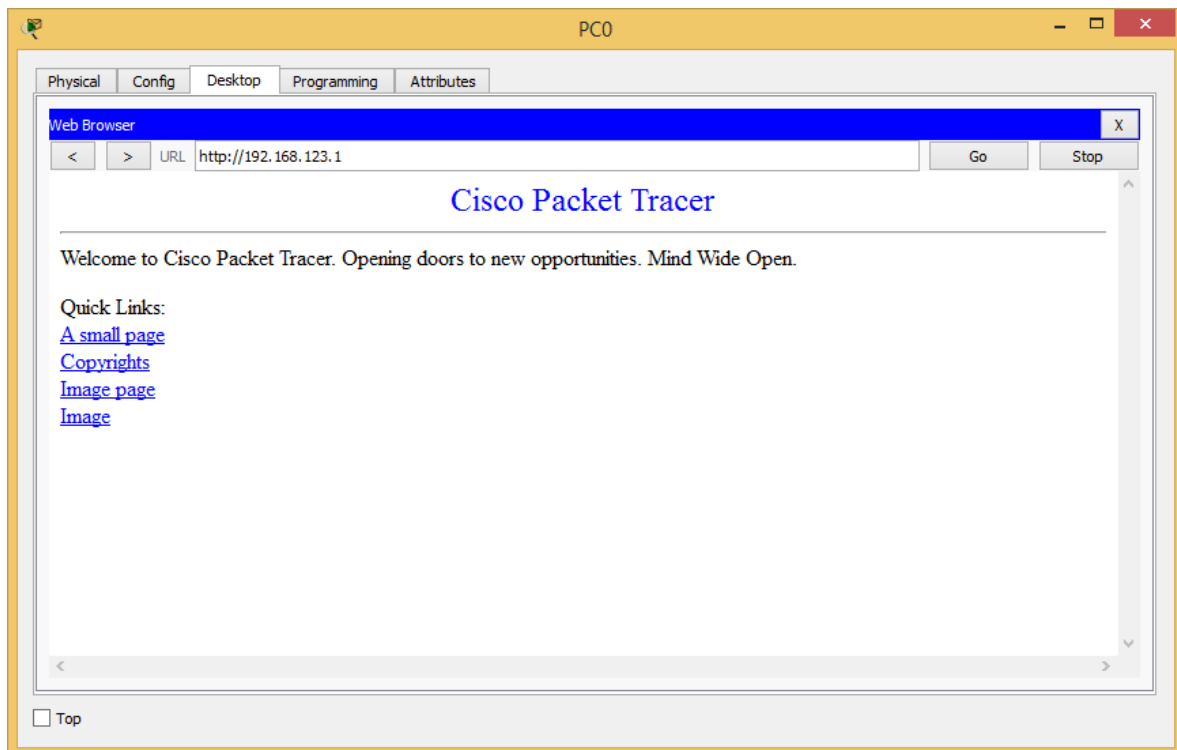 PC0
Physical Config Desktop Programming Attributes
Web Browser X
< > URL http://192.168.123.1 Go Stop
Cisco Packet Tracer
Welcome to Cisco Packet Tracer. Opening doors to new opportunities. Mind Wide Open.
Quick Links:
A small page
Copyrights
Image page
Image
Top